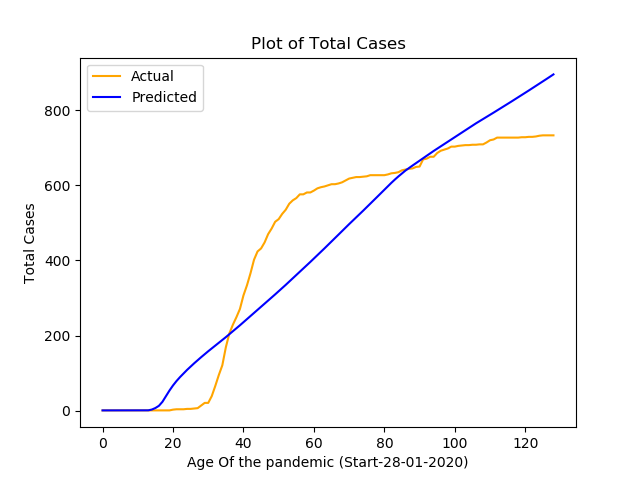 Plot of Total Cases
Actual
Predicted
800
600
400
200
0
Total Cases
0 20 40 60 80 100 120
Age Of the pandemic (Start-28-01-2020)